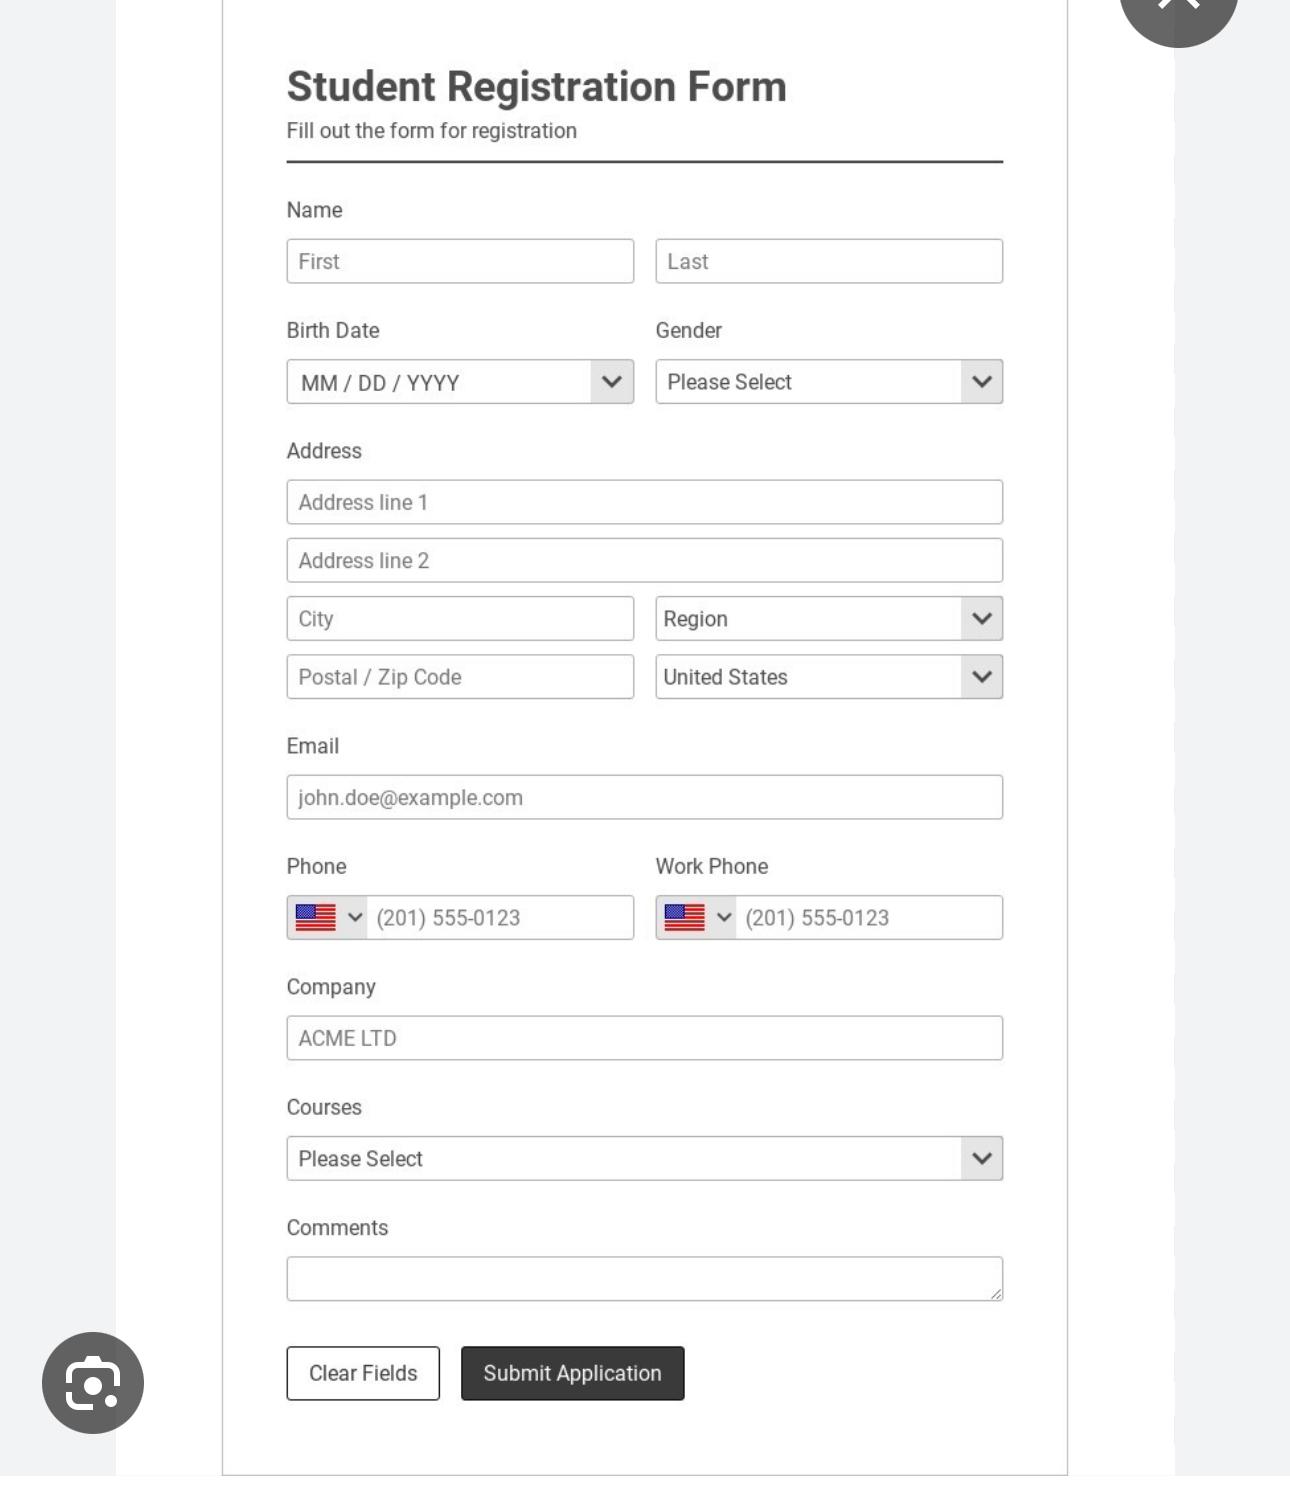 Student Registration Form
Fill out the form for registration
Name
First
Last
Birth Date
Gender
MM / DD / YYYY
Please Select
Address
Address line 1
Address line 2
City
Region
Postal / Zip Code
United States
Email
john.doe@example.com
Phone
Work Phone
(201) 555-0123
(201) 555-0123
Company
ACME LTD
Courses
Please Select
Comments
Clear Fields
Submit Application